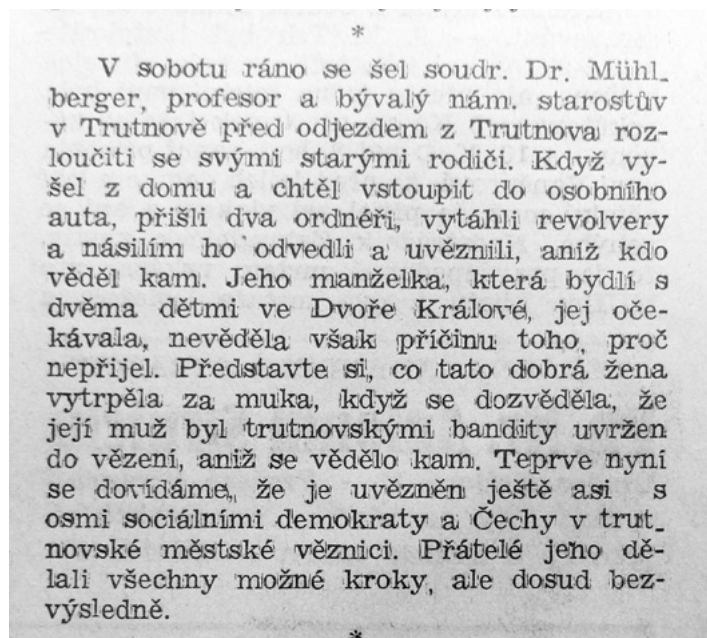 *
V sobotu ráno se šel soudr. Dr. Mühl-
berger, profesor a bývalý nám. starostův
v Trutnově před odjezdem z Trutnova roz-
loučiti se svými starými rodiči. Když vy-
šel z domu a chtěl vstoupit do osobního
auta, přišli dva ordnéři, vytáhli revolvery
a násilím ho odvedli a uvěznili, aniž kdo
věděl kam. Jeho manželka, která bydlí s
dvěma dětmi ve Dvoře Králové, jej oče-
kávala, nevěděla však příčinu toho, proč
nepřijel. Představte si, co tato dobrá žena
vytrpěla za muka, když se dozvěděla, že
její muž byl trutnovskými bandity uvržen
do vězení, aniž se vědělo kam. Teprve nyní
se dovídáme, že je uvězněn ještě asi s
osmi sociálními demokraty a Čechy v trut-
novské městské věznici. Přátelé jeho dě-
lali všechny možné kroky, ale dosud bez-
výsledně.
*